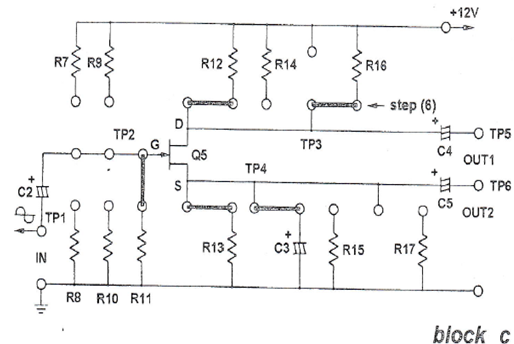 +12V
R7
R9
R12
R14
R16
step (6)
D
TP2
G
Q5
TP3
C4
TP5
OUT1
S
TP4
C5
TP6
OUT2
C2
+
TP1
IN
R8
R10
R11
R13
C3
+
R15
R17
+
+
block c